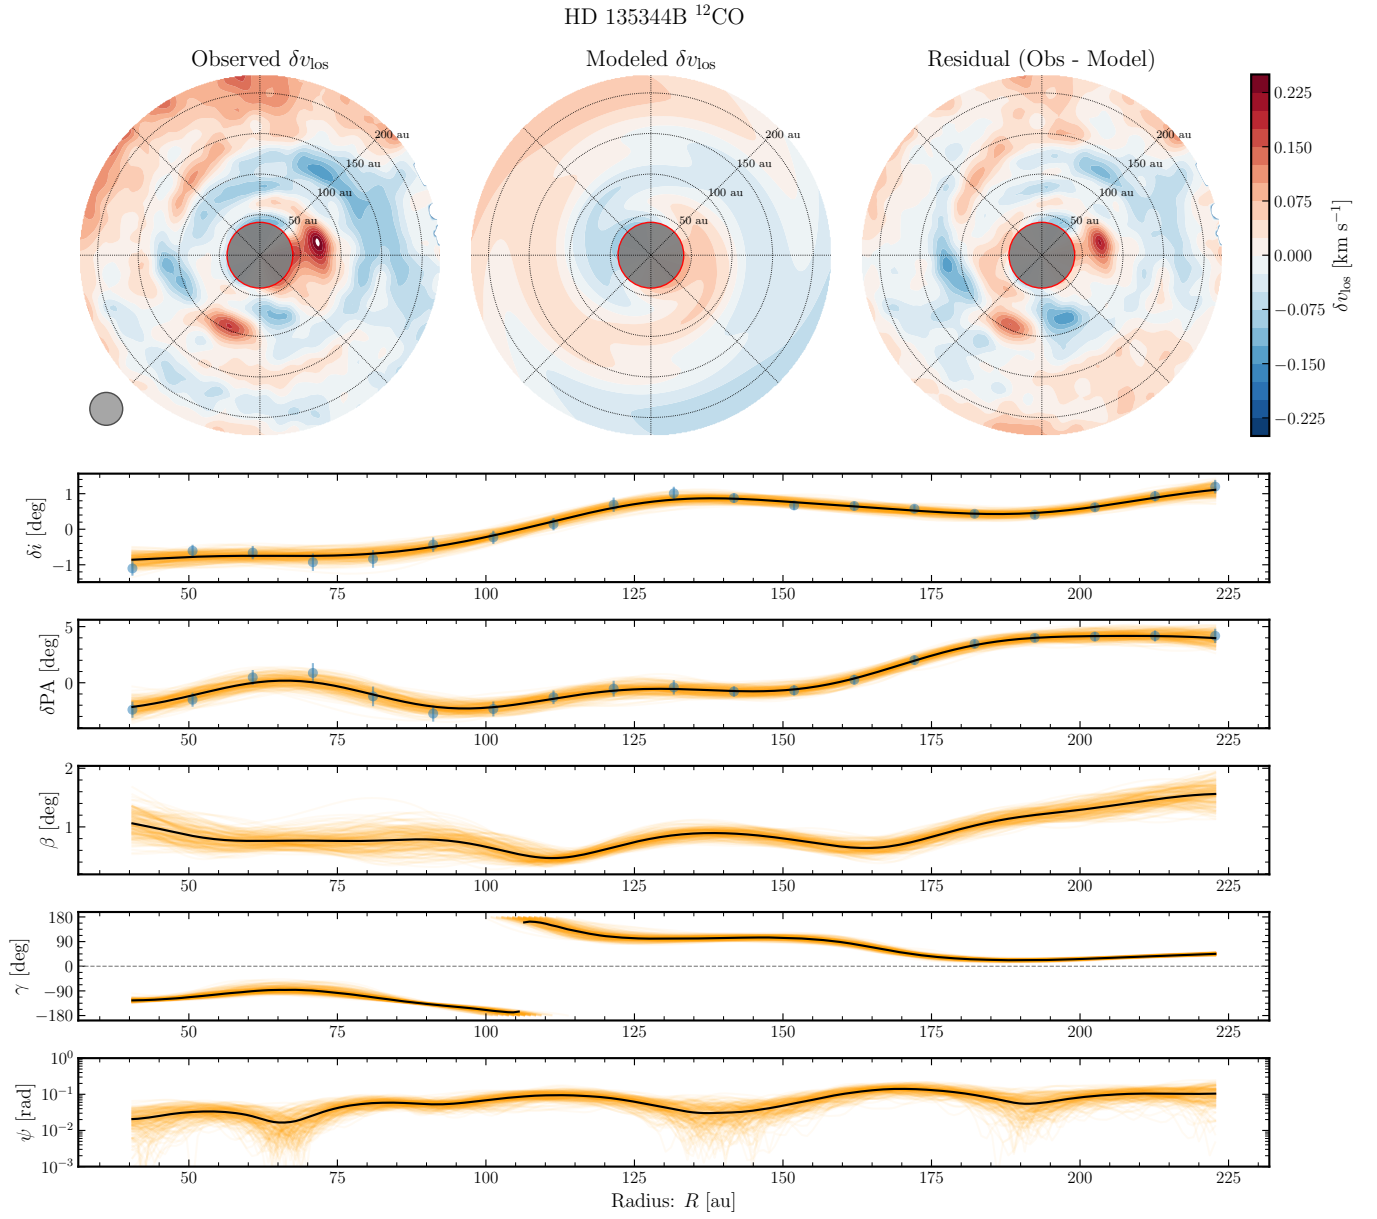 HD 135344B ¹²CO
Observed δv_los
Modeled δv_los
Residual (Obs - Model)
200 au
150 au
100 au
50 au
200 au
150 au
100 au
50 au
200 au
150 au
100 au
50 au
0.225
0.150
0.075
0.000
−0.075
−0.150
−0.225
δv_los [km s⁻¹]
δi [deg]
1
0
−1
50 75 100 125 150 175 200 225
δPA [deg]
5
0
50 75 100 125 150 175 200 225
β [deg]
2
1
50 75 100 125 150 175 200 225
γ [deg]
180
90
0
−90
−180
50 75 100 125 150 175 200 225
ψ [rad]
10⁰
10⁻¹
10⁻²
10⁻³
50 75 100 125 150 175 200 225
Radius: R [au]